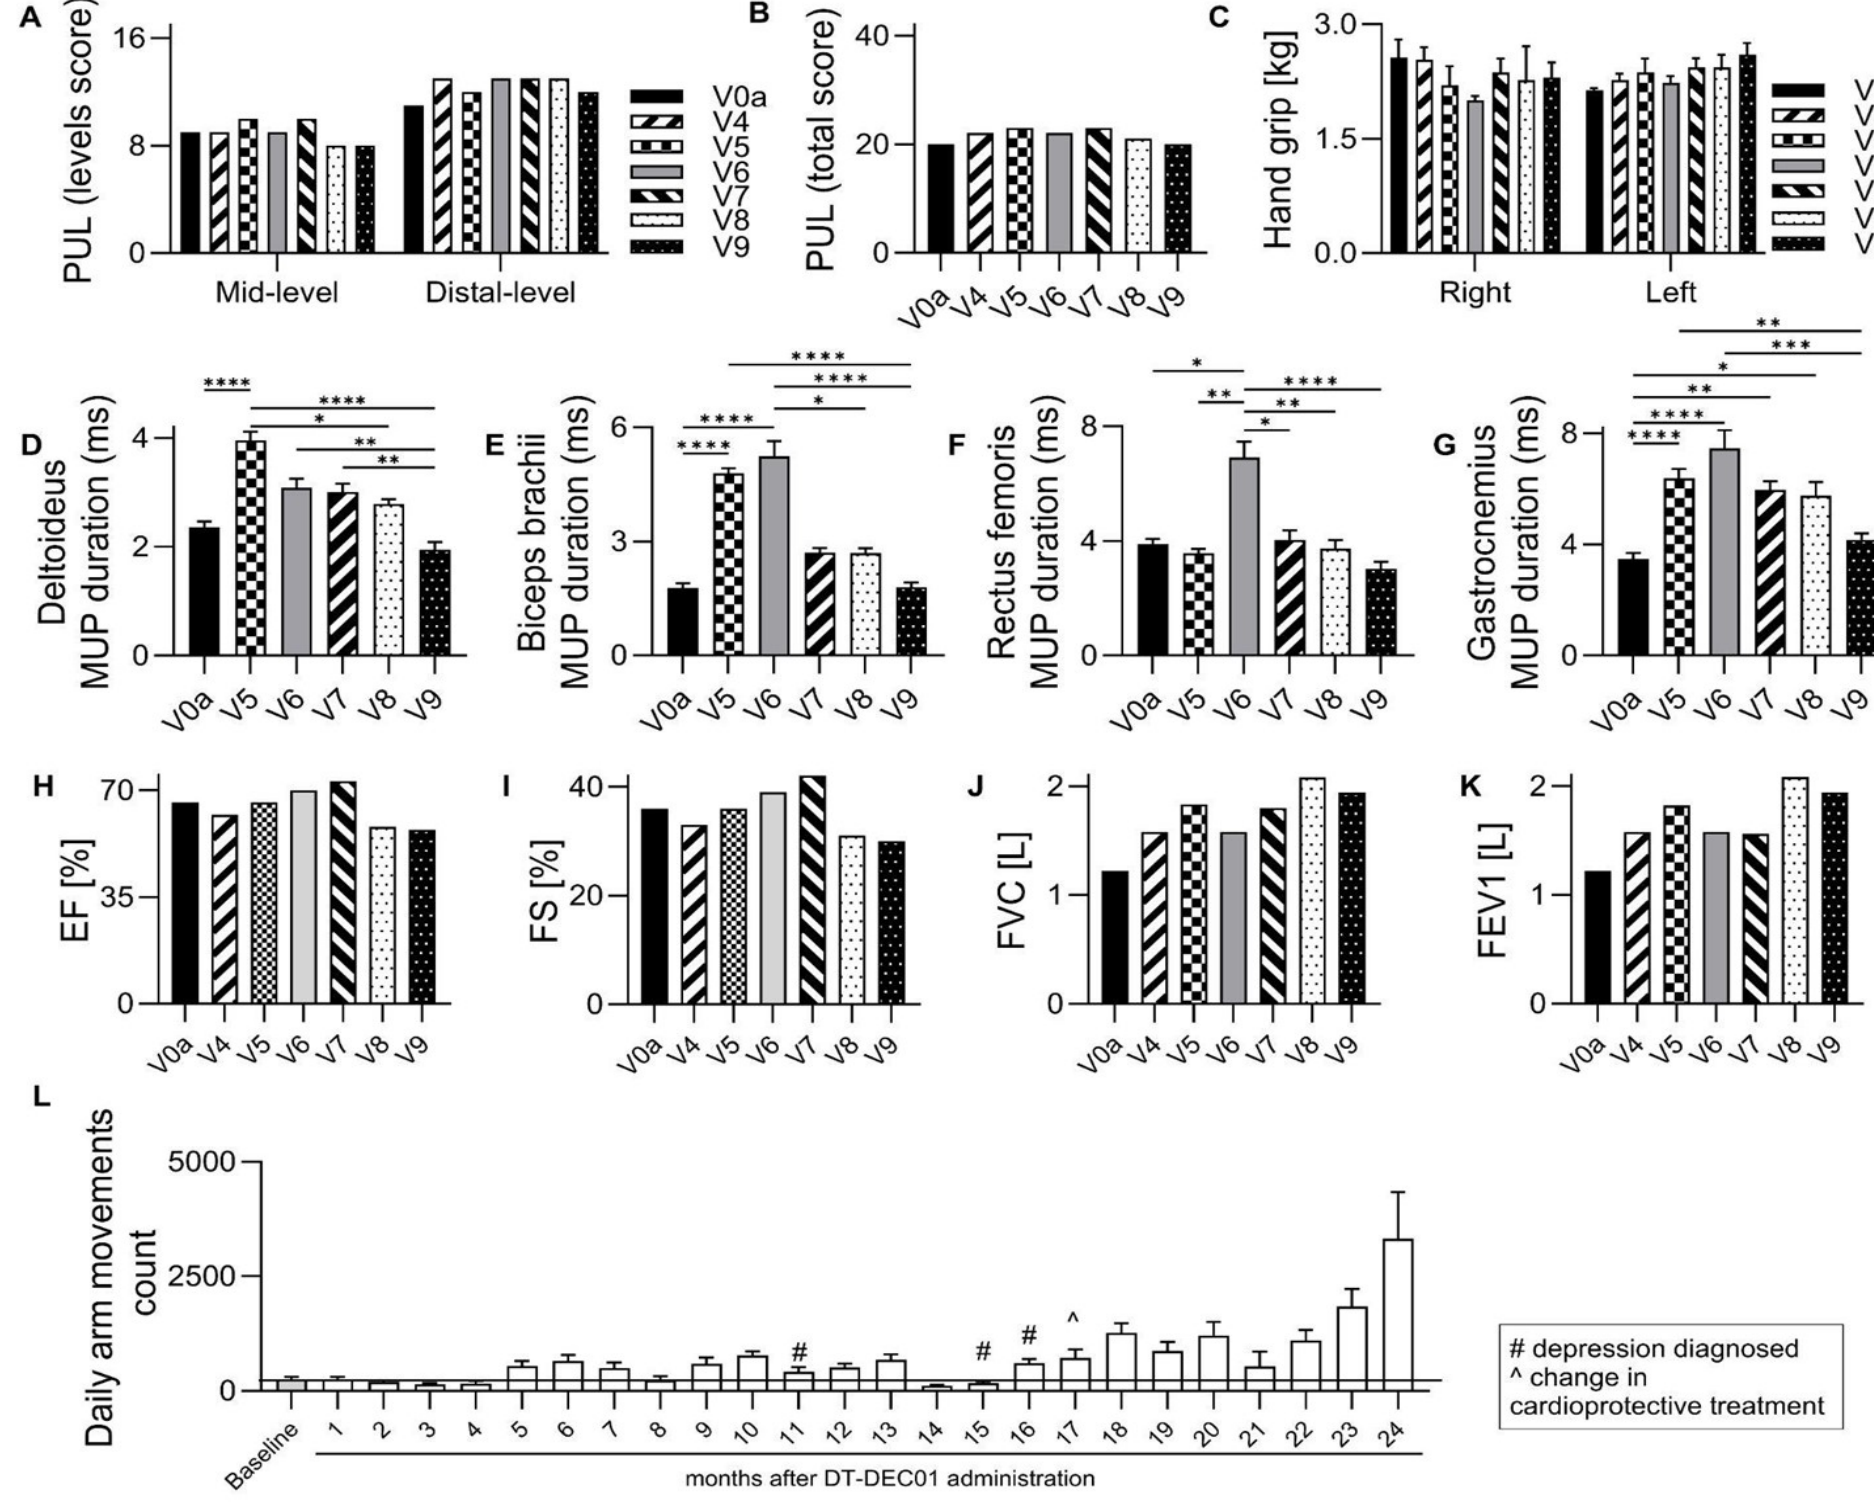 A
PUL (levels score)
16
8
0
Mid-level
Distal-level
V0a
V4
V5
V6
V7
V8
V9
B
PUL (total score)
40
20
0
V0a
V4
V5
V6
V7
V8
V9
C
Hand grip [kg]
3.0
1.5
0.0
Right
Left
V
V
V
V
V
V
V
D
Deltoideus
MUP duration (ms)
4
2
0
****
****
*
**
**
V0a
V5
V6
V7
V8
V9
E
Biceps brachii
MUP duration (ms)
6
3
0
****
****
*
****
****
V0a
V5
V6
V7
V8
V9
F
Rectus femoris
MUP duration (ms)
8
4
0
*
****
**
**
*
V0a
V5
V6
V7
V8
V9
G
Gastrocnemius
MUP duration (ms)
8
4
0
**
***
*
**
****
****
V0a
V5
V6
V7
V8
V9
H
EF [%]
70
35
0
V0a
V4
V5
V6
V7
V8
V9
I
FS [%]
40
20
0
V0a
V4
V5
V6
V7
V8
V9
J
FVC [L]
2
1
0
V0a
V4
V5
V6
V7
V8
V9
K
FEV1 [L]
2
1
0
V0a
V4
V5
V6
V7
V8
V9
L
Daily arm movements
count
5000
2500
0
#
#
#
^
Baseline
1
2
3
4
5
6
7
8
9
10
11
12
13
14
15
16
17
18
19
20
21
22
23
24
months after DT-DEC01 administration
# depression diagnosed
^ change in
cardioprotective treatment